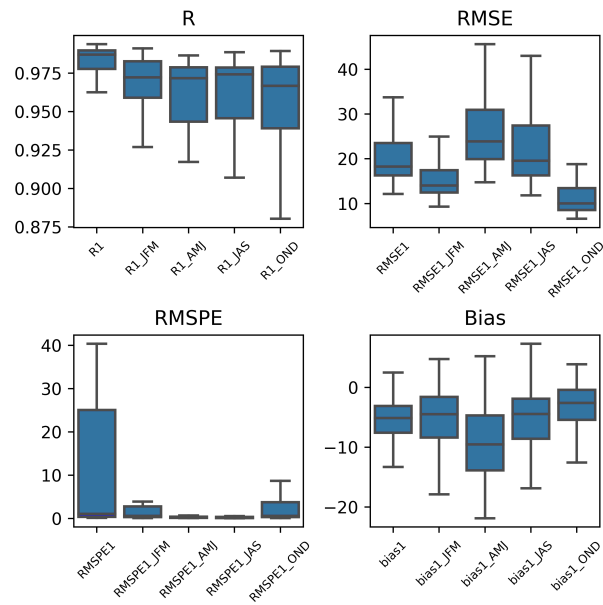 R
RMSE
0.975
0.950
0.925
0.900
0.875
R1
R1_JFM
R1_AMJ
R1_JAS
R1_OND
40
30
20
10
RMSE1
RMSE1_JFM
RMSE1_AMJ
RMSE1_JAS
RMSE1_OND
RMSPE
Bias
40
30
20
10
0
RMSPE1
RMSPE1_JFM
RMSPE1_AMJ
RMSPE1_JAS
RMSPE1_OND
0
−10
−20
bias1
bias1_JFM
bias1_AMJ
bias1_JAS
bias1_OND